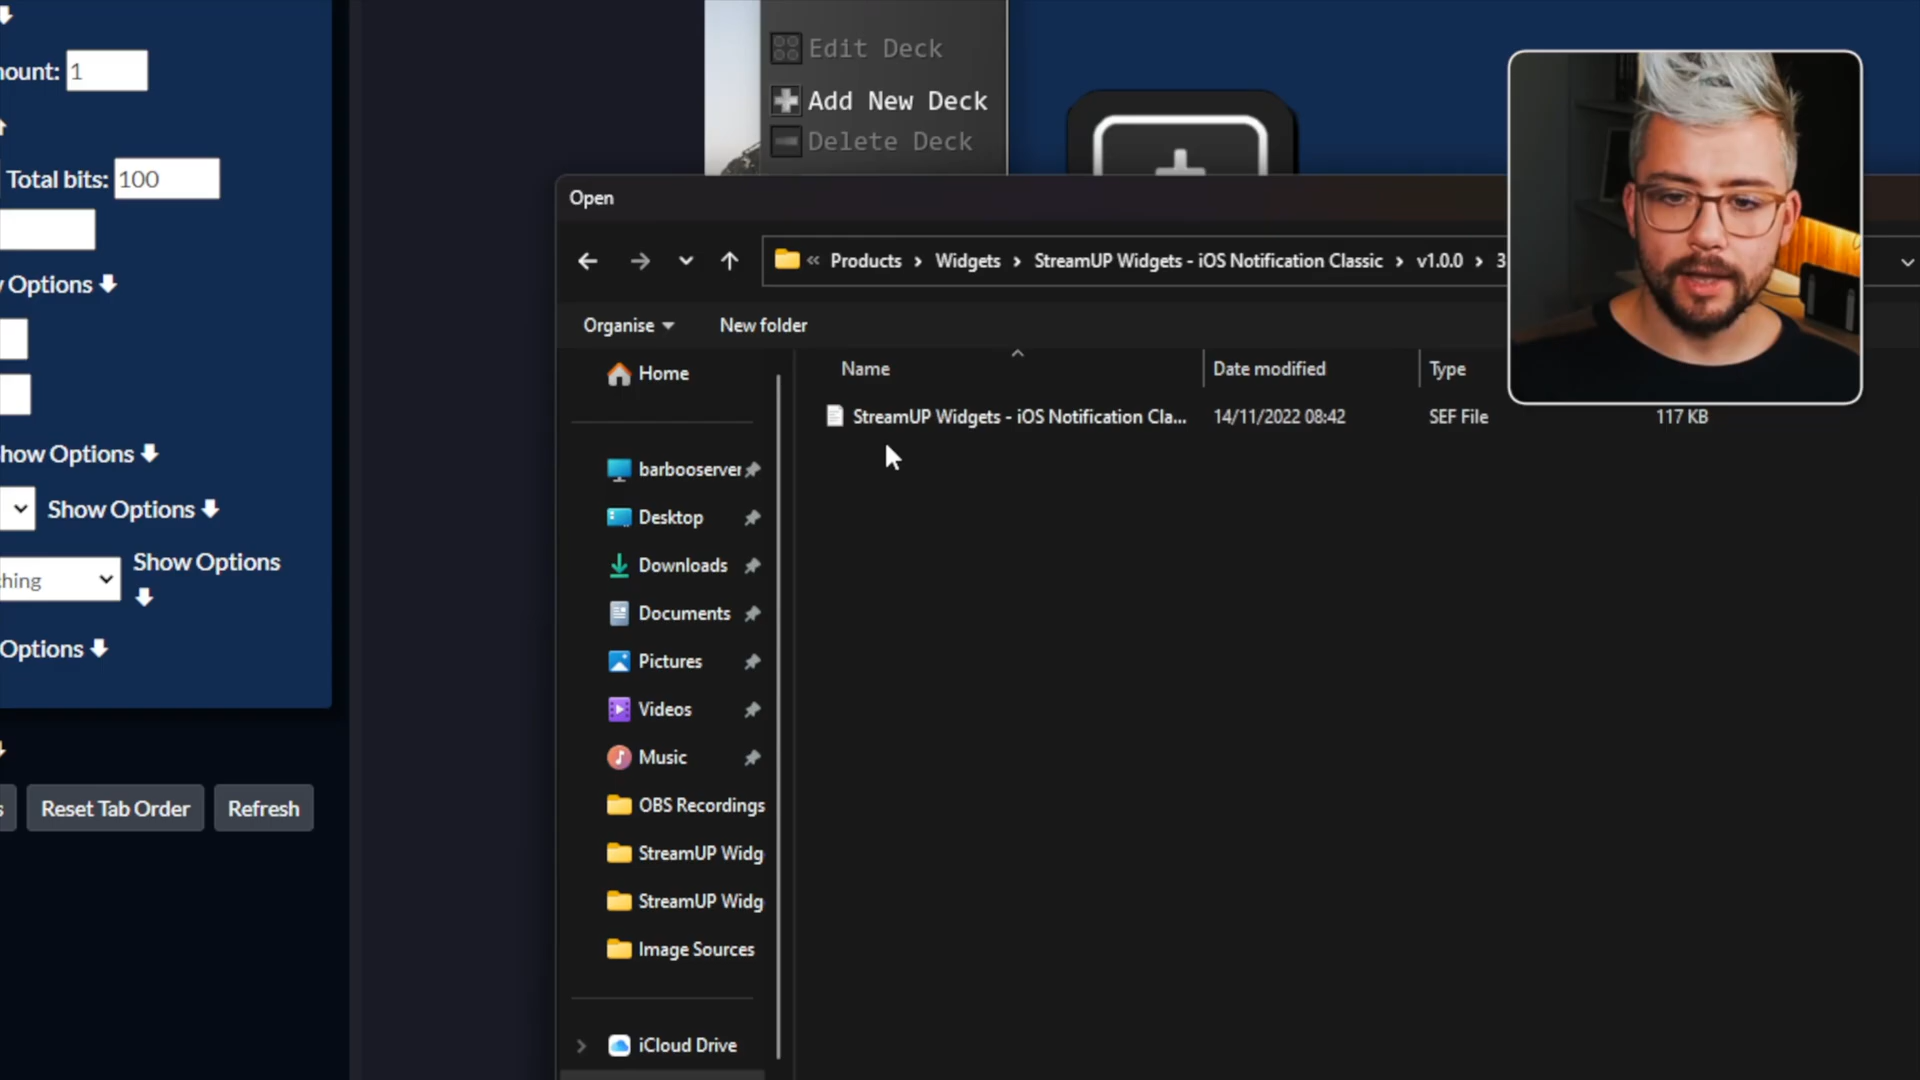 Edit Deck
Add New Deck
Delete Deck
nount: 1
Total bits: 100
Options
how Options
Show Options
hing Show Options
Options
Reset Tab Order Refresh
Open
« Products > Widgets > StreamUP Widgets - iOS Notification Classic > v1.0.0 > 3
Organise New folder
Name Date modified Type
StreamUP Widgets - iOS Notification Cla... 14/11/2022 08:42 SEF File 117 KB
Home
barbooserver
Desktop
Downloads
Documents
Pictures
Videos
Music
OBS Recordings
StreamUP Widg
StreamUP Widg
Image Sources
iCloud Drive